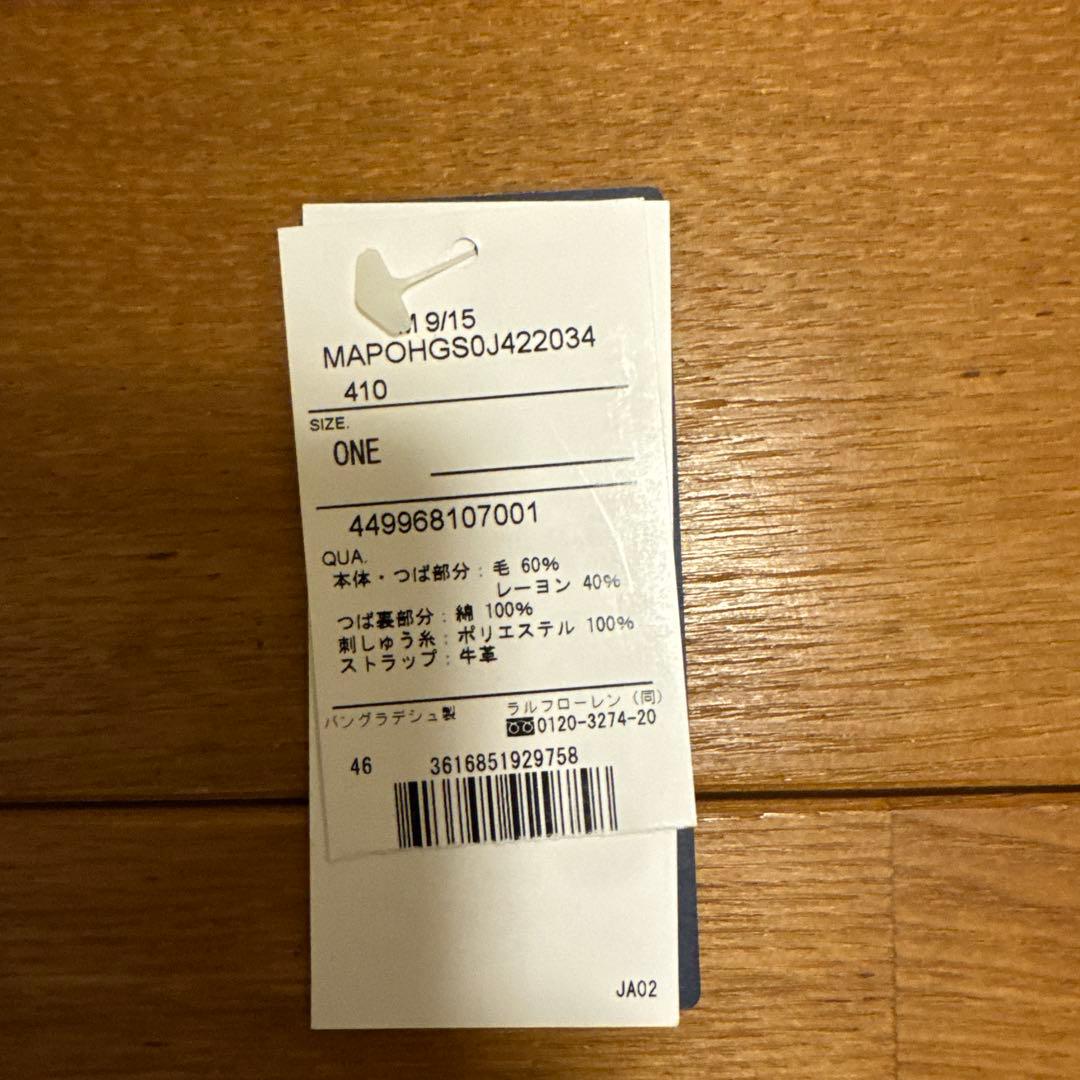 M 9/15
MAPOHGS0J422034
410
SIZE.
ONE
449968107001
QUA.
本体・つば部分：毛 60%
レーヨン 40%
つば裏部分：綿 100%
刺しゅう糸：ポリエステル 100%
ストラップ：牛革
バングラデシュ製
ラルフローレン（同）
0120-3274-20
46 3616851929758
JA02